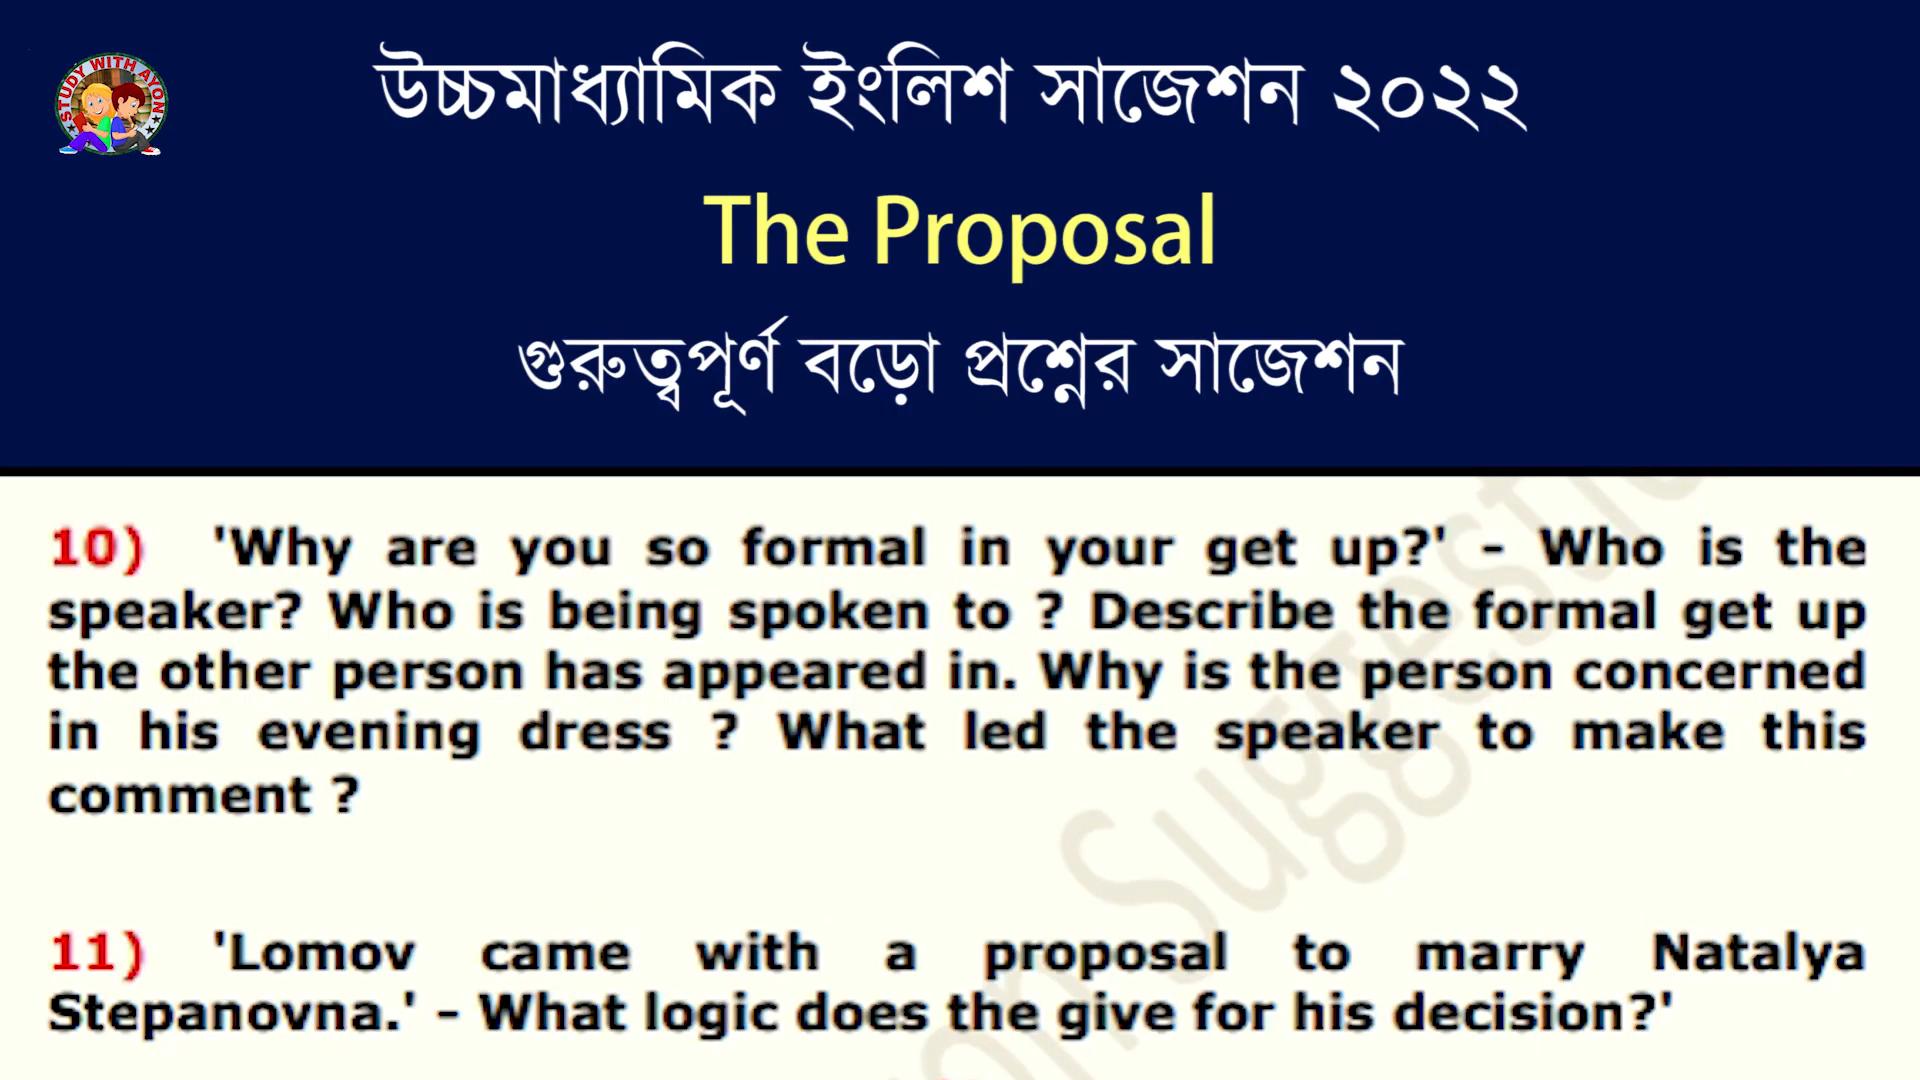 STUDY WITH AYON
উচ্চমাধ্যামিক ইংলিশ সাজেশন ২০২২
The Proposal
গুরুত্বপূর্ণ বড়ো প্রশ্নের সাজেশন
10) 'Why are you so formal in your get up?' - Who is the
speaker? Who is being spoken to ? Describe the formal get up
the other person has appeared in. Why is the person concerned
in his evening dress ? What led the speaker to make this
comment ?
11) 'Lomov came with a proposal to marry Natalya
Stepanovna.' - What logic does the give for his decision?'